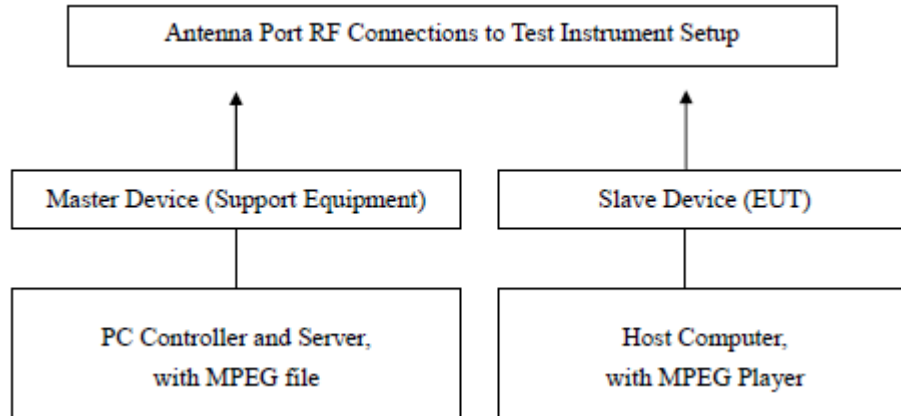 Antenna Port RF Connections to Test Instrument Setup
Master Device (Support Equipment)
Slave Device (EUT)
PC Controller and Server,
with MPEG file
Host Computer,
with MPEG Player